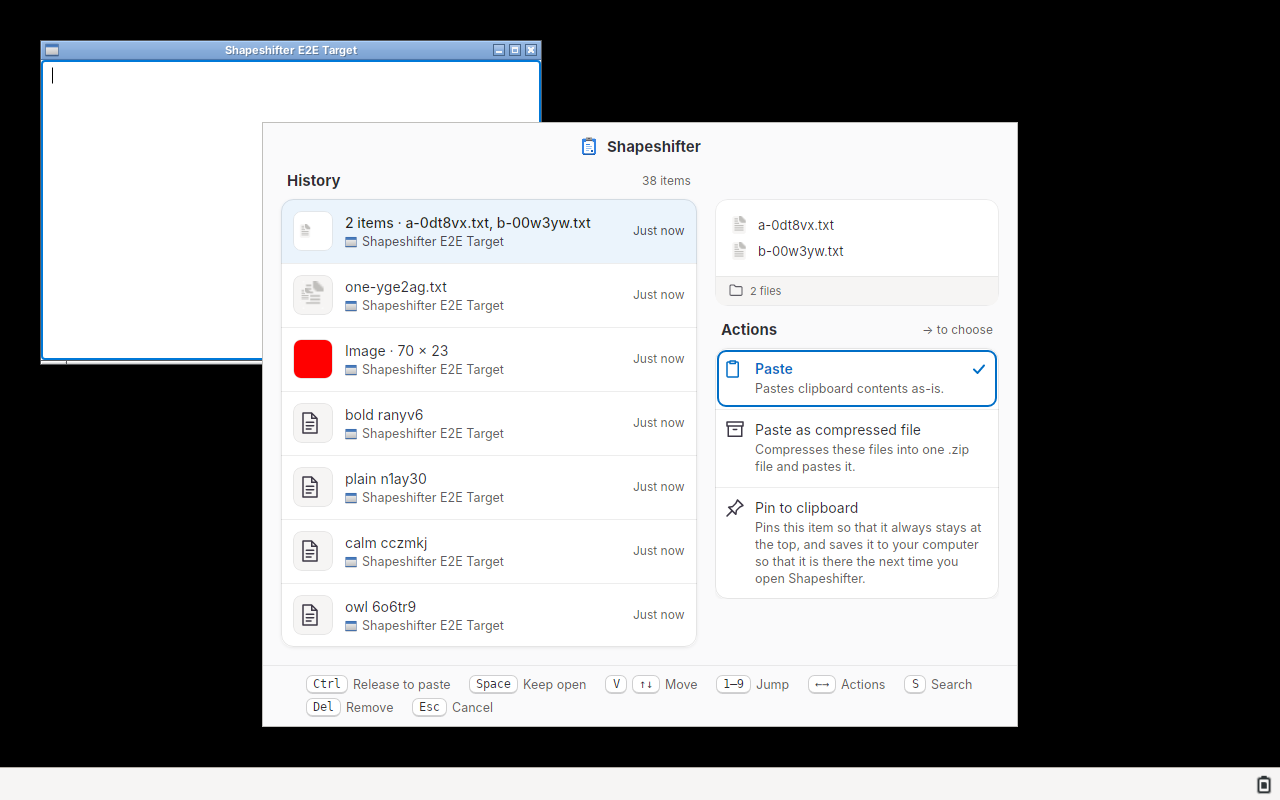 Shapeshifter E2E Target
Shapeshifter
History
38 items
2 items · a-0dt8vx.txt, b-00w3yw.txt
Shapeshifter E2E Target
Just now
one-yge2ag.txt
Shapeshifter E2E Target
Just now
Image · 70 × 23
Shapeshifter E2E Target
Just now
bold ranyv6
Shapeshifter E2E Target
Just now
plain n1ay30
Shapeshifter E2E Target
Just now
calm cczmkj
Shapeshifter E2E Target
Just now
owl 6o6tr9
Shapeshifter E2E Target
Just now
a-0dt8vx.txt
b-00w3yw.txt
2 files
Actions
→ to choose
Paste
Pastes clipboard contents as-is.
Paste as compressed file
Compresses these files into one .zip
file and pastes it.
Pin to clipboard
Pins this item so that it always stays at
the top, and saves it to your computer
so that it is there the next time you
open Shapeshifter.
Ctrl Release to paste Space Keep open V ↑↓ Move 1–9 Jump ←→ Actions S Search
Del Remove Esc Cancel